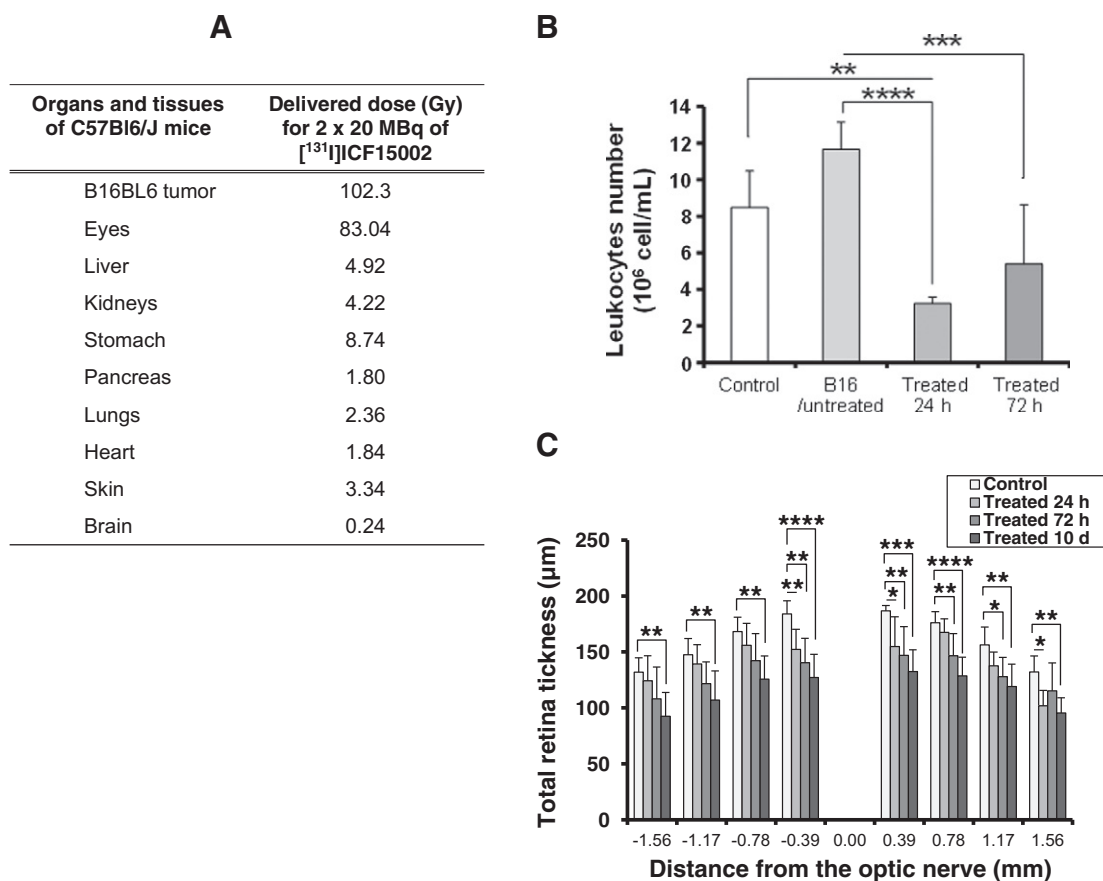 A
Organs and tissues of C57Bl6/J mice
Delivered dose (Gy) for 2 x 20 MBq of [¹³¹I]ICF15002
B16BL6 tumor 102.3
Eyes 83.04
Liver 4.92
Kidneys 4.22
Stomach 8.74
Pancreas 1.80
Lungs 2.36
Heart 1.84
Skin 3.34
Brain 0.24
B
***
**
****
Leukocytes number
(10⁶ cell/mL)
14
12
10
8
6
4
2
0
Control
B16
/untreated
Treated
24 h
Treated
72 h
C
Control
Treated 24 h
Treated 72 h
Treated 10 d
Total retina tickness (µm)
250
200
150
100
50
0
**
**
**
****
**
**
***
**
*
****
**
**
*
**
*
-1.56 -1.17 -0.78 -0.39 0.00 0.39 0.78 1.17 1.56
Distance from the optic nerve (mm)